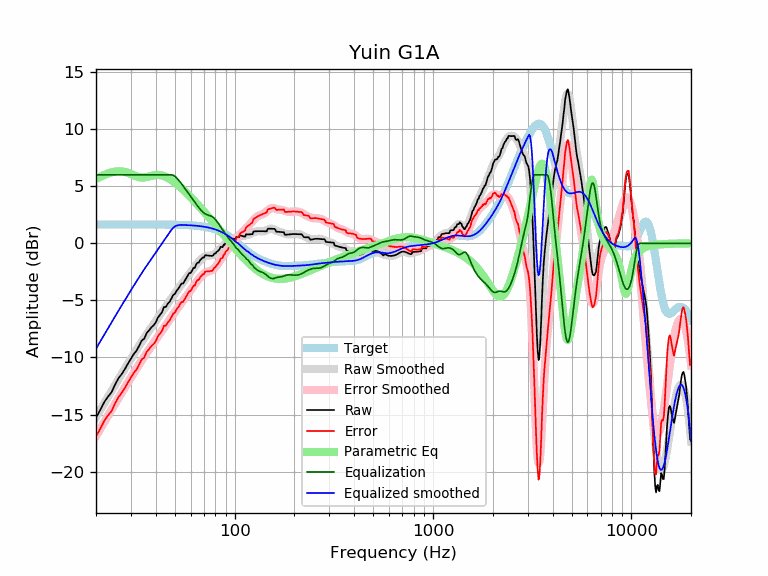 Yuin G1A
15
10
5
0
−5
−10
−15
−20
Amplitude (dBr)
Target
Raw Smoothed
Error Smoothed
Raw
Error
Parametric Eq
Equalization
Equalized smoothed
100
1000
10000
Frequency (Hz)